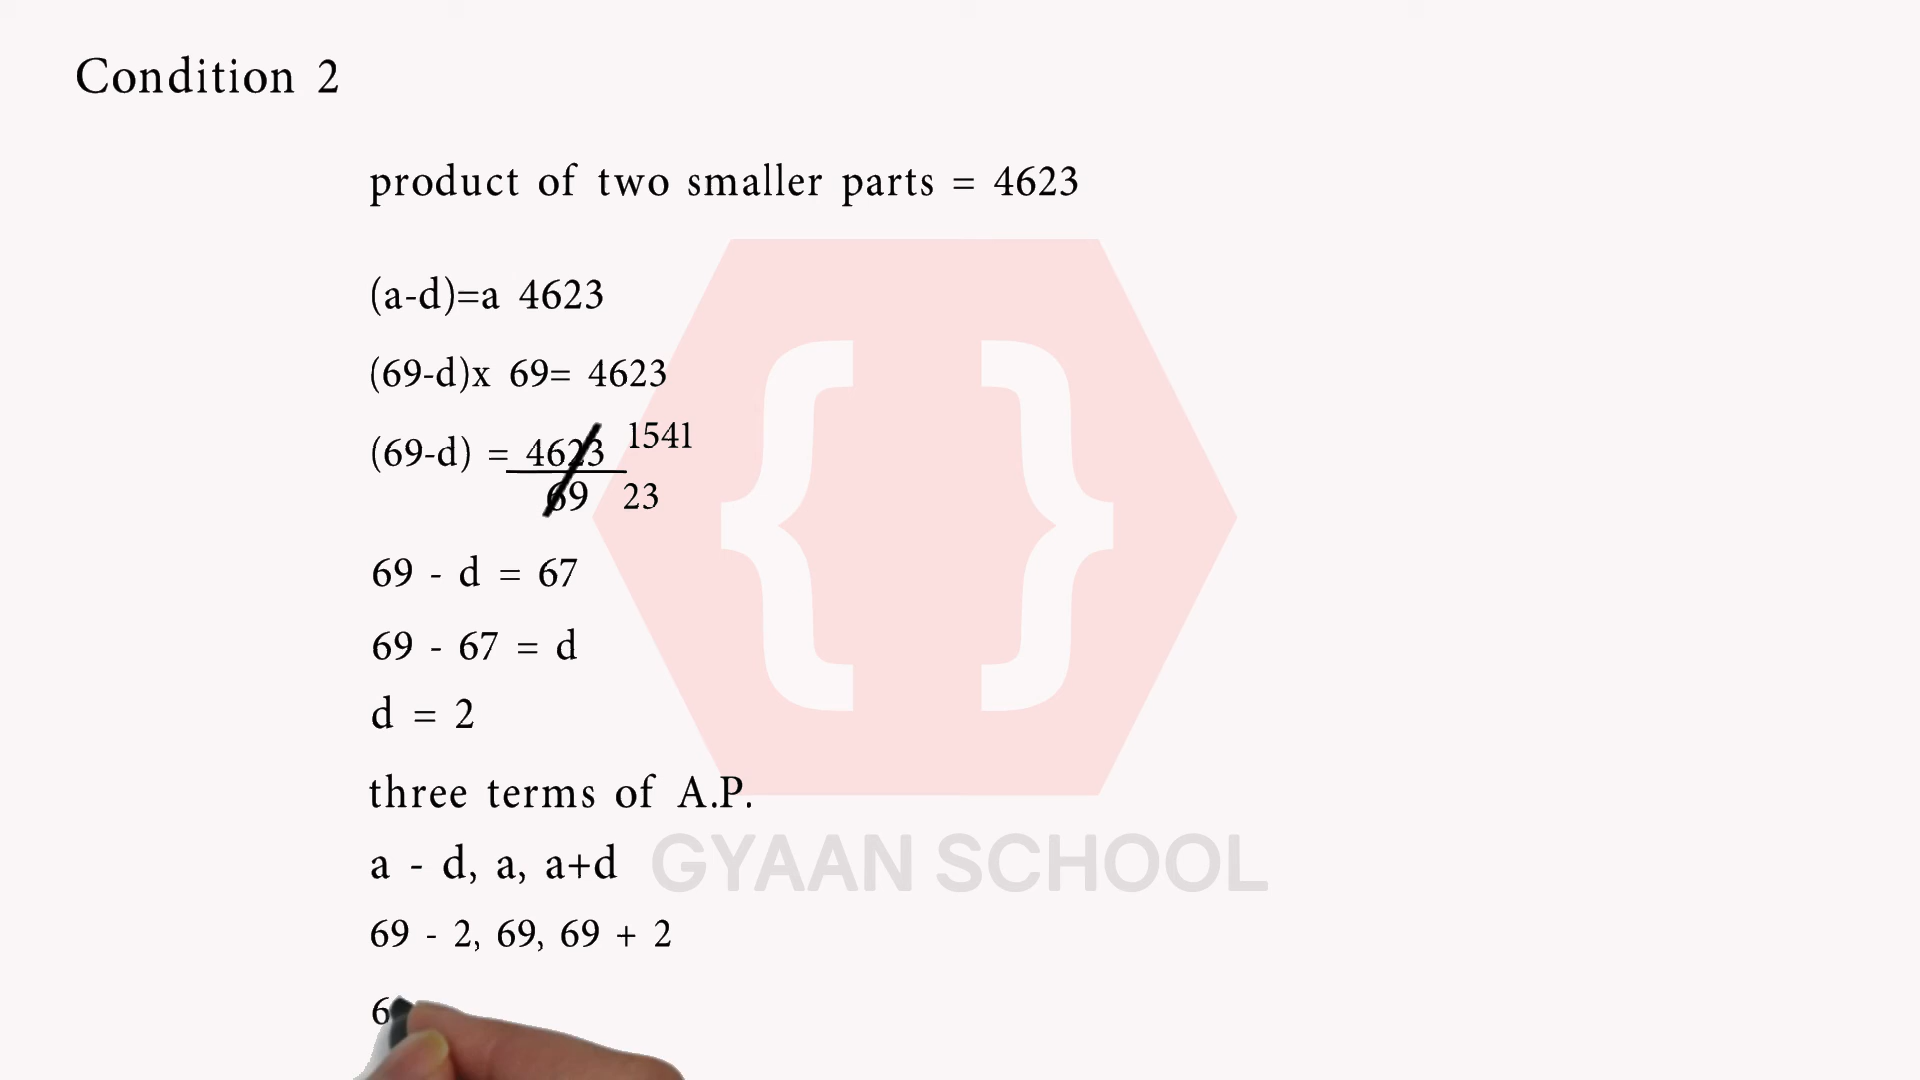 Condition 2
product of two smaller parts = 4623
(a-d)=a 4623
(69-d)x 69= 4623
(69-d) = 4623 1541
69 23
69 - d = 67
69 - 67 = d
d = 2
three terms of A.P.
a - d, a, a+d
GYAAN SCHOOL
69 - 2, 69, 69 + 2
6